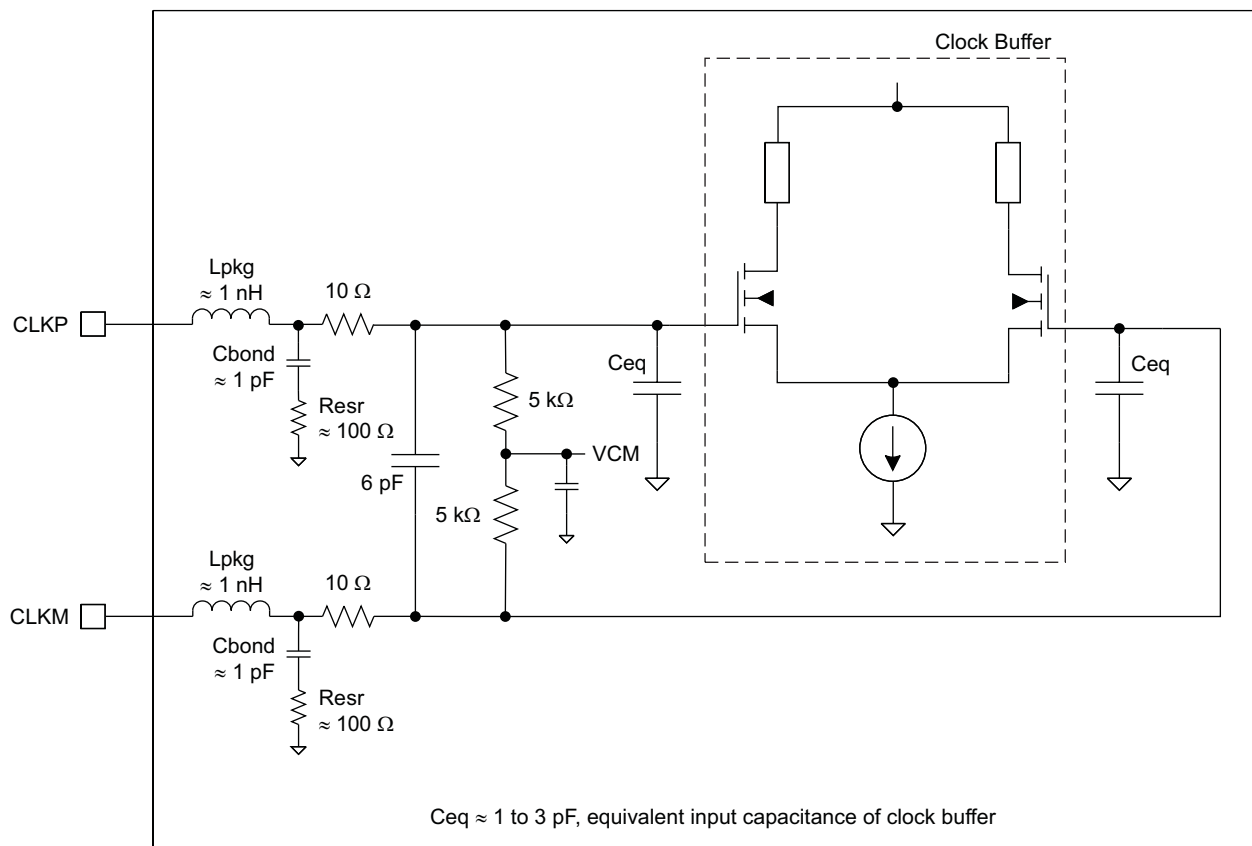 Clock Buffer
Lpkg
≈ 1 nH
10 Ω
CLKP
Cbond
≈ 1 pF
Resr
≈ 100 Ω
6 pF
5 kΩ
VCM
5 kΩ
Ceq
Ceq
Lpkg
≈ 1 nH
10 Ω
CLKM
Cbond
≈ 1 pF
Resr
≈ 100 Ω
Ceq ≈ 1 to 3 pF, equivalent input capacitance of clock buffer